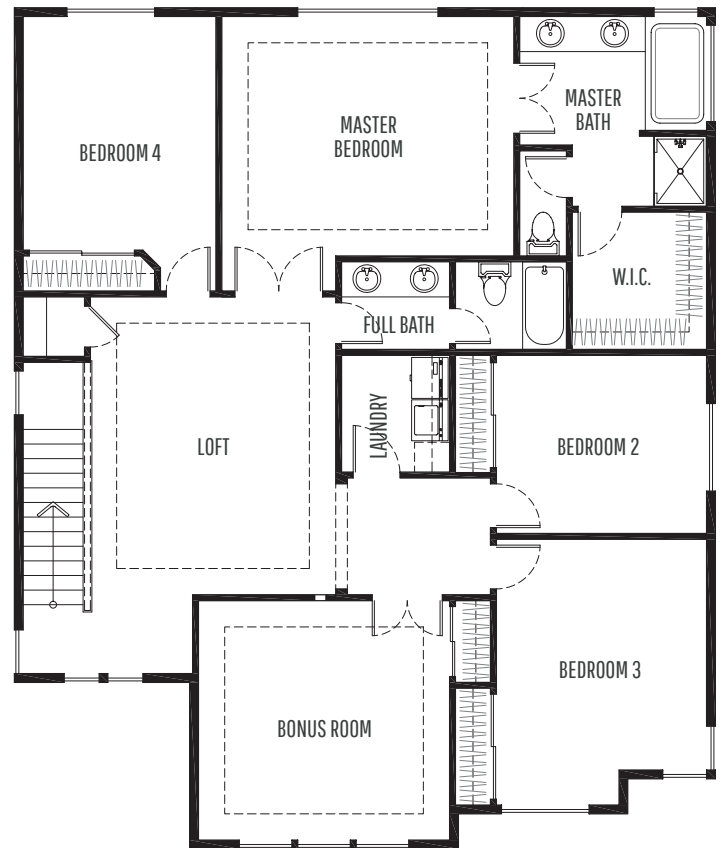 MASTER
BATH
MASTER
BEDROOM
BEDROOM 4
W.I.C.
FULL BATH
LAUNDRY
LOFT
BEDROOM 2
BEDROOM 3
BONUS ROOM